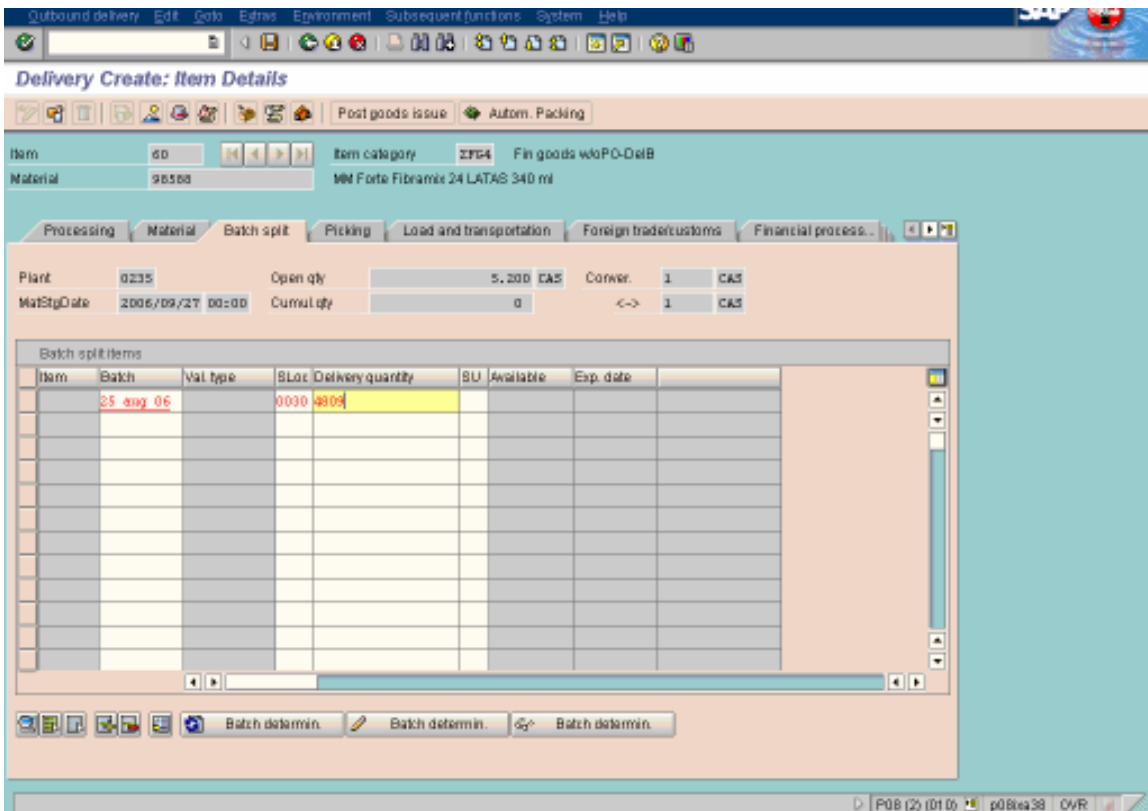 Outbound delivery Edit Goto Extras Environment Subsequent functions System Help
SAP
Delivery Create: Item Details
Post goods issue Autom. Packing
Item 60 Item category ZFG4 Fin goods w/oPO-DelB
Material MM Forte Fibramix 24 LATAS 340 ml
Processing Material Batch split Picking Load and transportation Foreign trade/customs Financial process...
Plant 0235 Open qty 5.200 CAS Conver. 1 CAS
MatStgDate 2006/09/27 00:00 Cumul.qty 0 <-> 1 CAS
Batch split items
Item Batch Val. type SLoc Delivery quantity SU Available Exp. date
25 aug 06 0030 4809
Batch determin. Batch determin. Batch determin.
P08 (2) (010) OVR